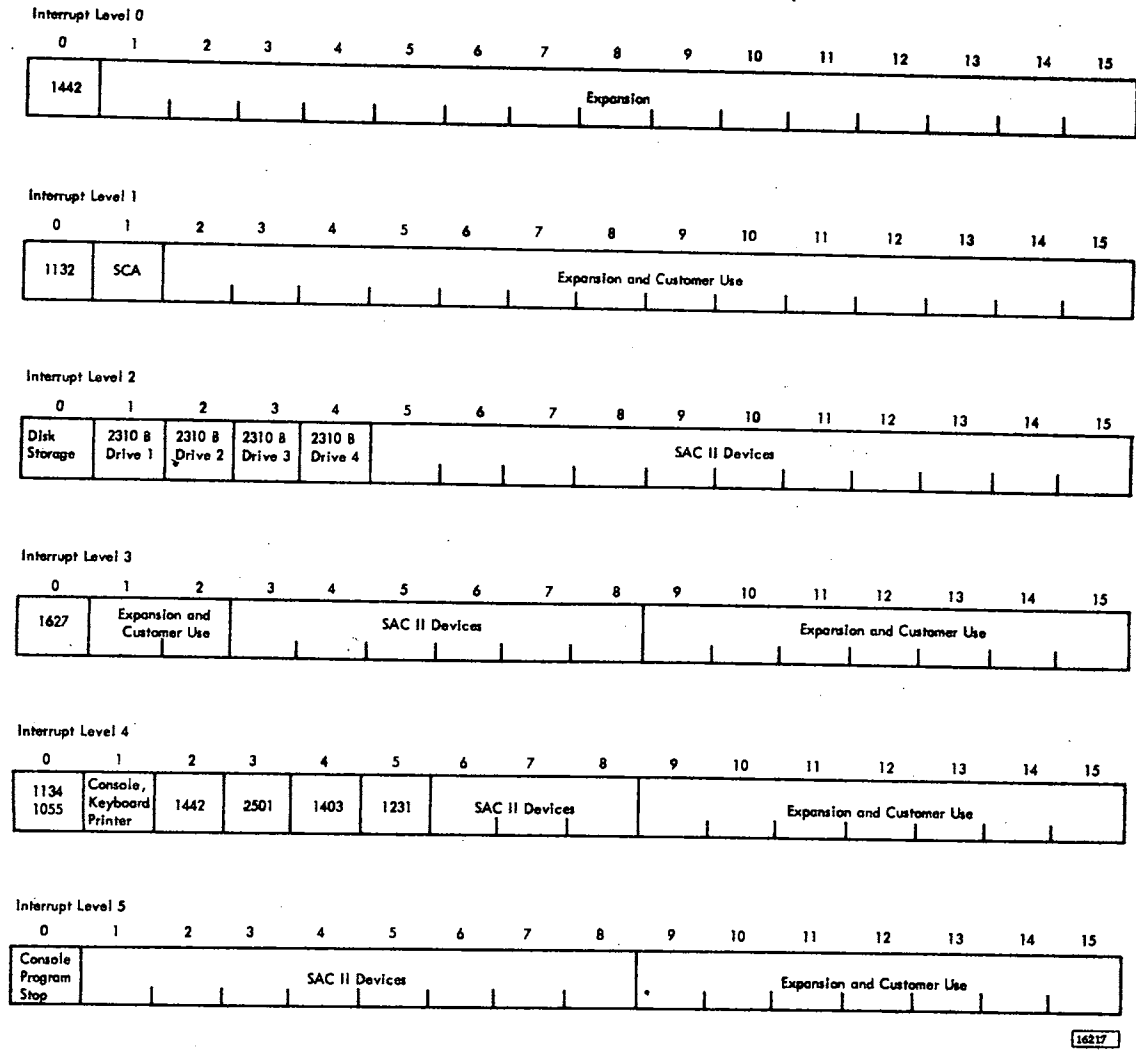 Interrupt Level 0
0 1 2 3 4 5 6 7 8 9 10 11 12 13 14 15
1442 Expansion
Interrupt Level 1
0 1 2 3 4 5 6 7 8 9 10 11 12 13 14 15
1132 SCA Expansion and Customer Use
Interrupt Level 2
0 1 2 3 4 5 6 7 8 9 10 11 12 13 14 15
Disk 2310 B 2310 B 2310 B 2310 B SAC II Devices
Storage Drive 1 Drive 2 Drive 3 Drive 4
Interrupt Level 3
0 1 2 3 4 5 6 7 8 9 10 11 12 13 14 15
1627 Expansion and SAC II Devices Expansion and Customer Use
Customer Use
Interrupt Level 4
0 1 2 3 4 5 6 7 8 9 10 11 12 13 14 15
1134 Console,
1055 Keyboard 1442 2501 1403 1231 SAC II Devices Expansion and Customer Use
Printer
Interrupt Level 5
0 1 2 3 4 5 6 7 8 9 10 11 12 13 14 15
Console
Program SAC II Devices Expansion and Customer Use
Stop
16217